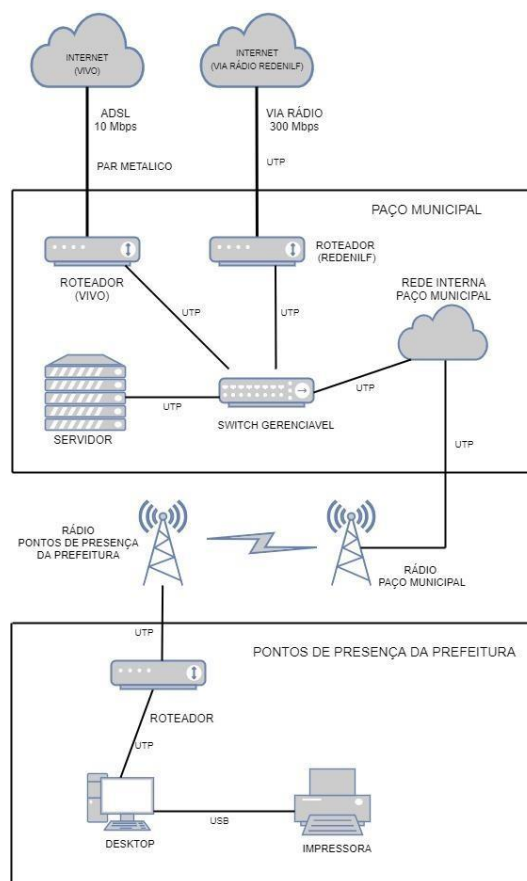 INTERNET
(VIVO)
INTERNET
(VIA RÁDIO REDENILF)
ADSL
10 Mbps
VIA RÁDIO
300 Mbps
PAR METALICO
UTP
PAÇO MUNICIPAL
ROTEADOR
(VIVO)
ROTEADOR
(REDENILF)
REDE INTERNA
PAÇO MUNICIPAL
UTP
UTP
UTP
UTP
SERVIDOR
SWITCH GERENCIAVEL
UTP
RÁDIO
PONTOS DE PRESENÇA
DA PREFEITURA
RÁDIO
PAÇO MUNICIPAL
UTP
PONTOS DE PRESENÇA DA PREFEITURA
ROTEADOR
UTP
USB
DESKTOP
IMPRESSORA